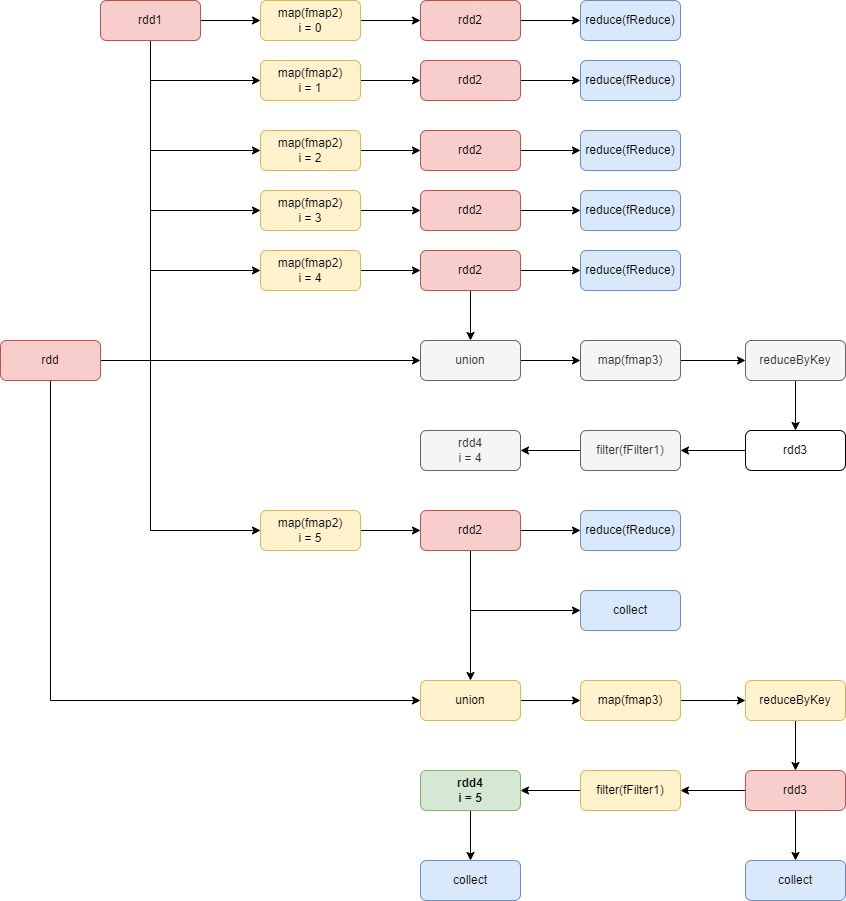 rdd1
map(fmap2)
i = 0
rdd2
reduce(fReduce)
map(fmap2)
i = 1
rdd2
reduce(fReduce)
map(fmap2)
i = 2
rdd2
reduce(fReduce)
map(fmap2)
i = 3
rdd2
reduce(fReduce)
map(fmap2)
i = 4
rdd2
reduce(fReduce)
rdd
union
map(fmap3)
reduceByKey
rdd4
i = 4
filter(fFilter1)
rdd3
map(fmap2)
i = 5
rdd2
reduce(fReduce)
collect
union
map(fmap3)
reduceByKey
rdd4
i = 5
filter(fFilter1)
rdd3
collect
collect